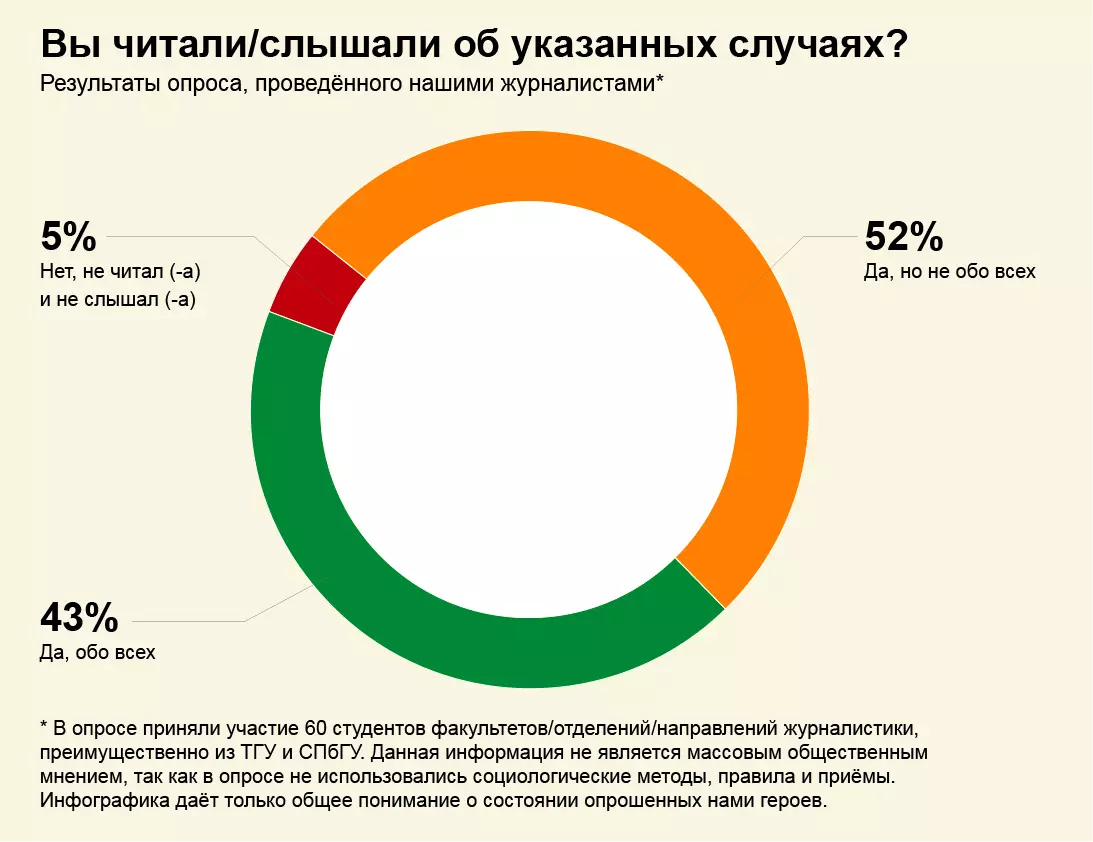 Вы читали/слышали об указанных случаях?
Результаты опроса, проведённого нашими журналистами*
5%
Нет, не читал (-а)
и не слышал (-а)
52%
Да, но не обо всех
43%
Да, обо всех
* В опросе приняли участие 60 студентов факультетов/отделений/направлений журналистики,
преимущественно из ТГУ и СПбГУ. Данная информация не является массовым общественным
мнением, так как в опросе не использовались социологические методы, правила и приёмы.
Инфографика даёт только общее понимание о состоянии опрошенных нами героев.